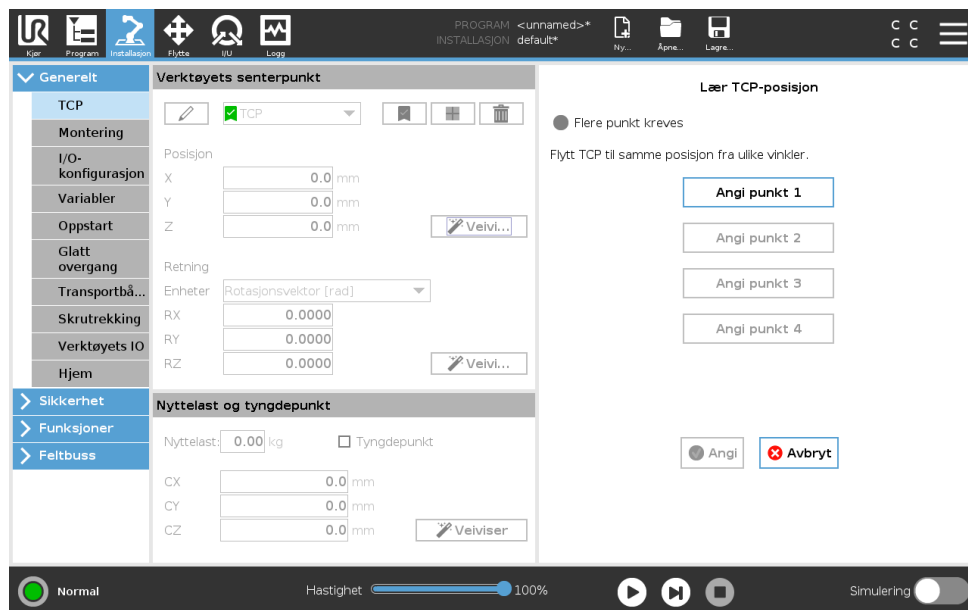 PROGRAM <unnamed>*
INSTALLASJON default*
C C
C C
Kjør
Program
Installasjon
Flytte
I/U
Logg
Ny...
Åpne...
Lagre...
Generelt
TCP
Montering
I/O-
konfigurasjon
Variabler
Oppstart
Glatt
overgang
Transportbå...
Skrutrekking
Verktøyets IO
Hjem
Sikkerhet
Funksjoner
Feltbuss
Verktøyets senterpunkt
TCP
Posisjon
X 0.0 mm
Y 0.0 mm
Z 0.0 mm
Veivi...
Retning
Enheter Rotasjonsvektor [rad]
RX 0.0000
RY 0.0000
RZ 0.0000
Veivi...
Nyttelast og tyngdepunkt
Nyttelast: 0.00 kg
Tyngdepunkt
CX 0.0 mm
CY 0.0 mm
CZ 0.0 mm
Veiviser
Lær TCP-posisjon
Flere punkt kreves
Flytt TCP til samme posisjon fra ulike vinkler.
Angi punkt 1
Angi punkt 2
Angi punkt 3
Angi punkt 4
Angi
Avbryt
Normal
Hastighet 100%
Simulering